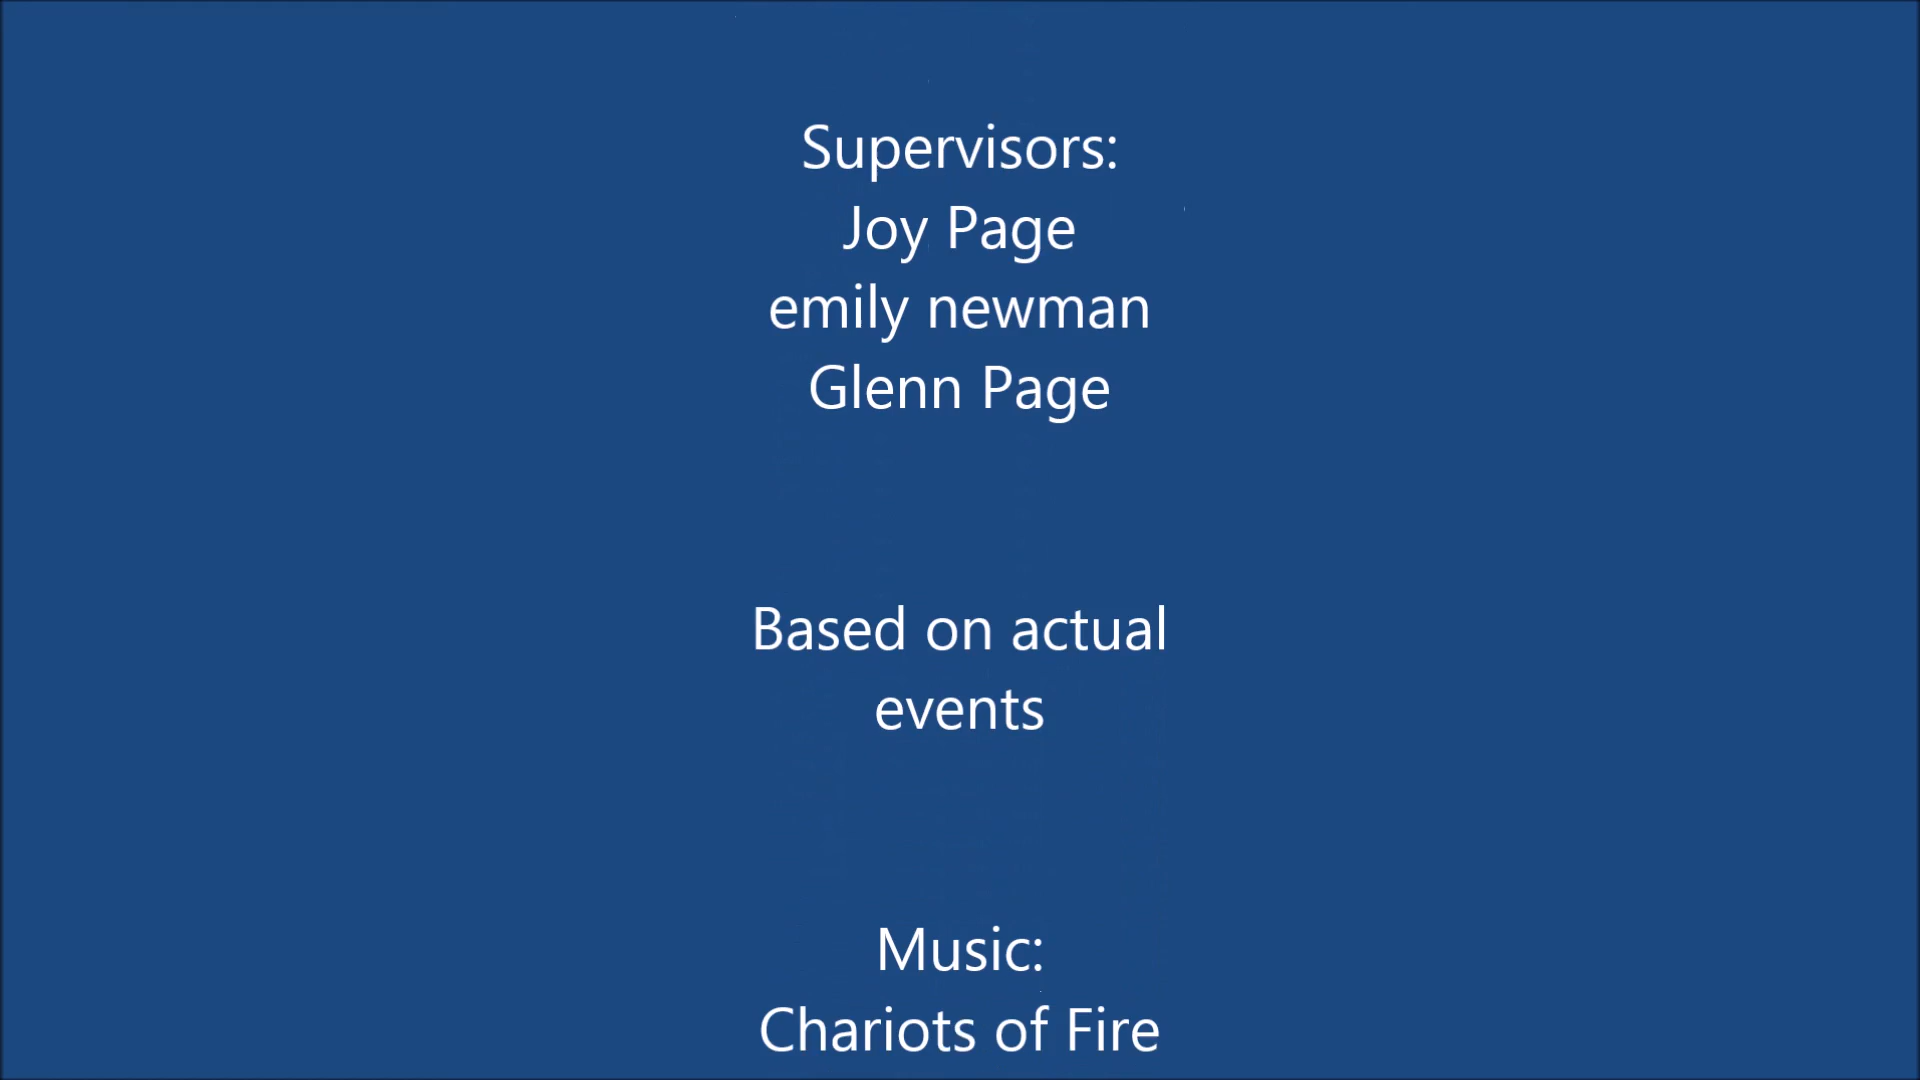 Supervisors:
Joy Page
emily newman
Glenn Page
Based on actual
events
Music:
Chariots of Fire